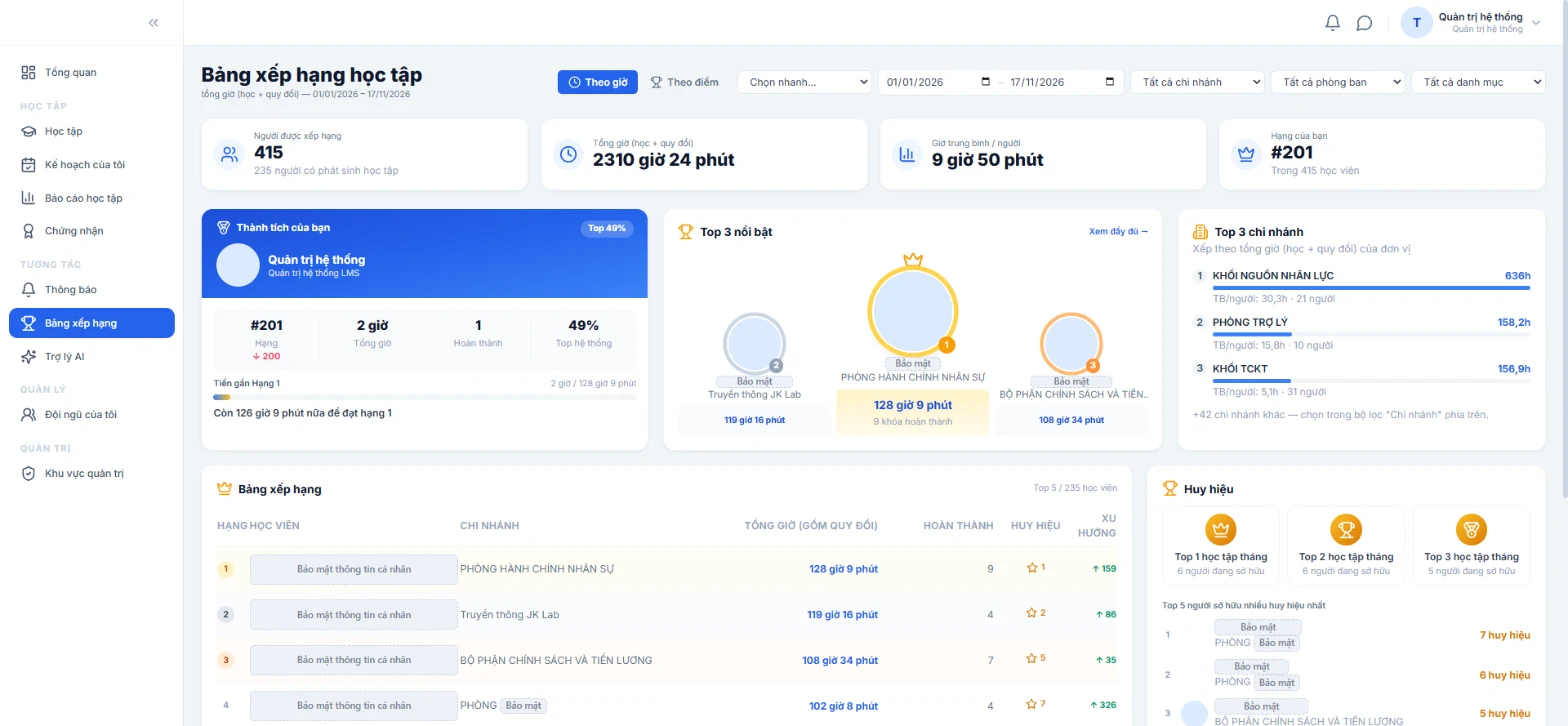 T
Quản trị hệ thống
Quản trị hệ thống
Tổng quan
HỌC TẬP
Học tập
Kế hoạch của tôi
Báo cáo học tập
Chứng nhận
TƯƠNG TÁC
Thông báo
Bảng xếp hạng
Trợ lý AI
QUẢN LÝ
Đội ngũ của tôi
QUẢN TRỊ
Khu vực quản trị
Bảng xếp hạng học tập
tổng giờ (học + quy đổi) — 01/01/2026 – 17/11/2026
Theo giờ
Theo điểm
Chọn nhanh...
01/01/2026 – 17/11/2026
Tất cả chi nhánh
Tất cả phòng ban
Tất cả danh mục
Người được xếp hạng
415
235 người có phát sinh học tập
Tổng giờ (học + quy đổi)
2310 giờ 24 phút
Giờ trung bình / người
9 giờ 50 phút
Hạng của bạn
#201
Trong 415 học viên
Thành tích của bạn
Top 49%
Quản trị hệ thống
Quản trị hệ thống LMS
#201
Hạng
↓ 200
2 giờ
Tổng giờ
1
Hoàn thành
49%
Top hệ thống
Tiến gần Hạng 1
2 giờ / 128 giờ 9 phút
Còn 126 giờ 9 phút nữa để đạt hạng 1
Top 3 nổi bật
Xem đầy đủ →
2
Bảo mật
Truyền thông JK Lab
119 giờ 16 phút
1
Bảo mật
PHÒNG HÀNH CHÍNH NHÂN SỰ
128 giờ 9 phút
9 khóa hoàn thành
3
Bảo mật
BỘ PHẬN CHÍNH SÁCH VÀ TIỀN..
108 giờ 34 phút
Top 3 chi nhánh
Xếp theo tổng giờ (học + quy đổi) của đơn vị
1 KHỐI NGUỒN NHÂN LỰC 636h
TB/người: 30,3h · 21 người
2 PHÒNG TRỢ LÝ 158,2h
TB/người: 15,8h · 10 người
3 KHỐI TCKT 156,9h
TB/người: 5,1h · 31 người
+42 chi nhánh khác — chọn trong bộ lọc "Chi nhánh" phía trên.
Bảng xếp hạng
Top 5 / 235 học viên
HẠNG HỌC VIÊN CHI NHÁNH TỔNG GIỜ (GỒM QUY ĐỔI) HOÀN THÀNH HUY HIỆU XU HƯỚNG
1 Bảo mật thông tin cá nhân PHÒNG HÀNH CHÍNH NHÂN SỰ 128 giờ 9 phút 9 1 ↑ 159
2 Bảo mật thông tin cá nhân Truyền thông JK Lab 119 giờ 16 phút 4 2 ↑ 86
3 Bảo mật thông tin cá nhân BỘ PHẬN CHÍNH SÁCH VÀ TIỀN LƯƠNG 108 giờ 34 phút 7 5 ↑ 35
4 Bảo mật thông tin cá nhân PHÒNG Bảo mật 102 giờ 8 phút 4 7 ↑ 326
Huy hiệu
Top 1 học tập tháng
6 người đang sở hữu
Top 2 học tập tháng
6 người đang sở hữu
Top 3 học tập tháng
5 người đang sở hữu
Top 5 người sở hữu nhiều huy hiệu nhất
1 Bảo mật
PHÒNG Bảo mật
7 huy hiệu
2 Bảo mật
PHÒNG Bảo mật
6 huy hiệu
3 Bảo mật
BỘ PHẬN CHÍNH SÁCH VÀ TIỀN LƯƠNG
5 huy hiệu